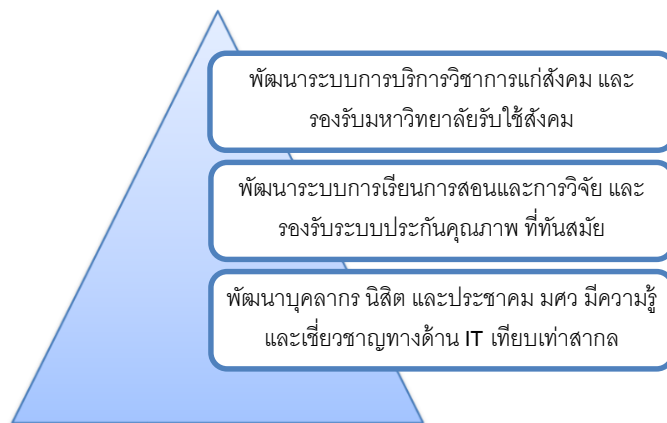 พัฒนาระบบการบริการวิชาการแก่สังคม และ
รองรับมหาวิทยาลัยรับใช้สังคม
พัฒนาระบบการเรียนการสอนและการวิจัย และ
รองรับระบบประกันคุณภาพ ที่ทันสมัย
พัฒนาบุคลากร นิสิต และประชาคม มศว มีความรู้
และเชี่ยวชาญทางด้าน IT เทียบเท่าสากล